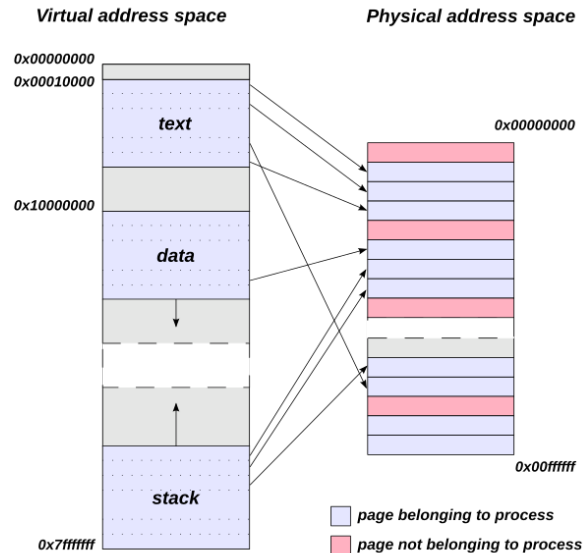 Virtual address space
Physical address space
0x00000000
0x00010000
text
0x00000000
0x10000000
data
stack
0x7fffffff
0x00ffffff
page belonging to process
page not belonging to process